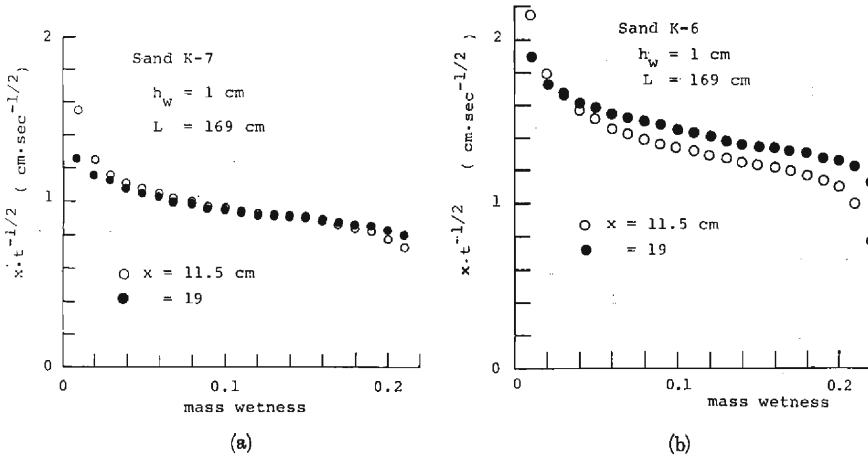 2
Sand K-7
h_w = 1 cm
L = 169 cm
x·t^-1/2 ( cm·sec^-1/2)
1
x = 11.5 cm
= 19
0
0
0.1
0.2
mass wetness
(a)
2
Sand K-6
h_w = 1 cm
L = 169 cm
x·t^-1/2 ( cm·sec^-1/2 )
1
x = 11.5 cm
= 19
0
0
0.1
0.2
mass wetness
(b)